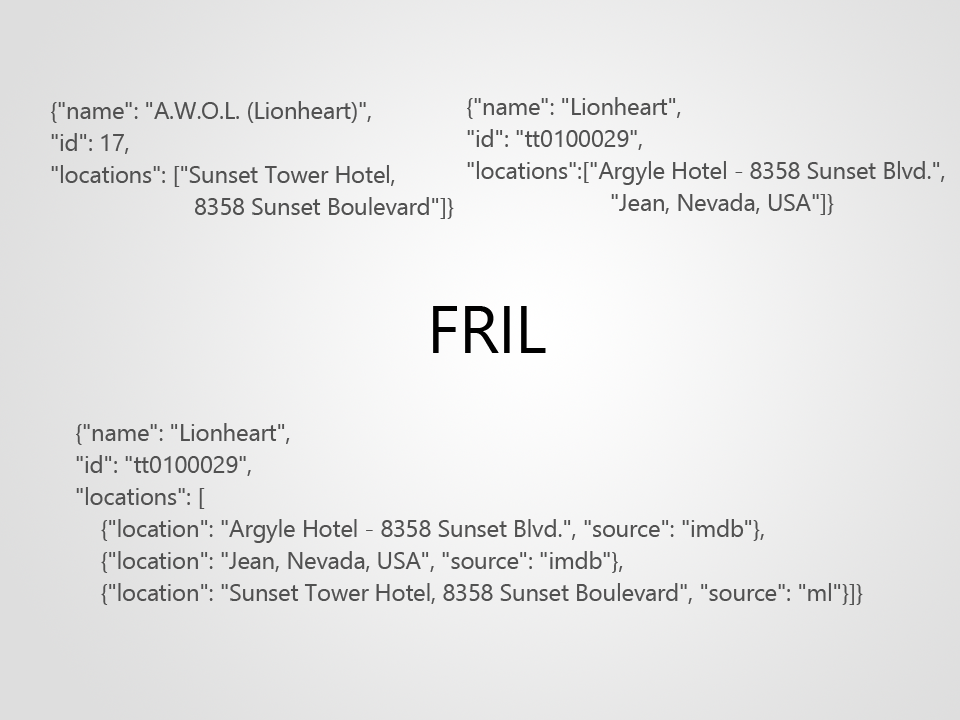 {"name": "A.W.O.L. (Lionheart)",
"id": 17,
"locations": ["Sunset Tower Hotel,
8358 Sunset Boulevard"]}
{"name": "Lionheart",
"id": "tt0100029",
"locations":["Argyle Hotel - 8358 Sunset Blvd.",
"Jean, Nevada, USA"]}
FRIL
{"name": "Lionheart",
"id": "tt0100029",
"locations": [
{"location": "Argyle Hotel - 8358 Sunset Blvd.", "source": "imdb"},
{"location": "Jean, Nevada, USA", "source": "imdb"},
{"location": "Sunset Tower Hotel, 8358 Sunset Boulevard", "source": "ml"}]}